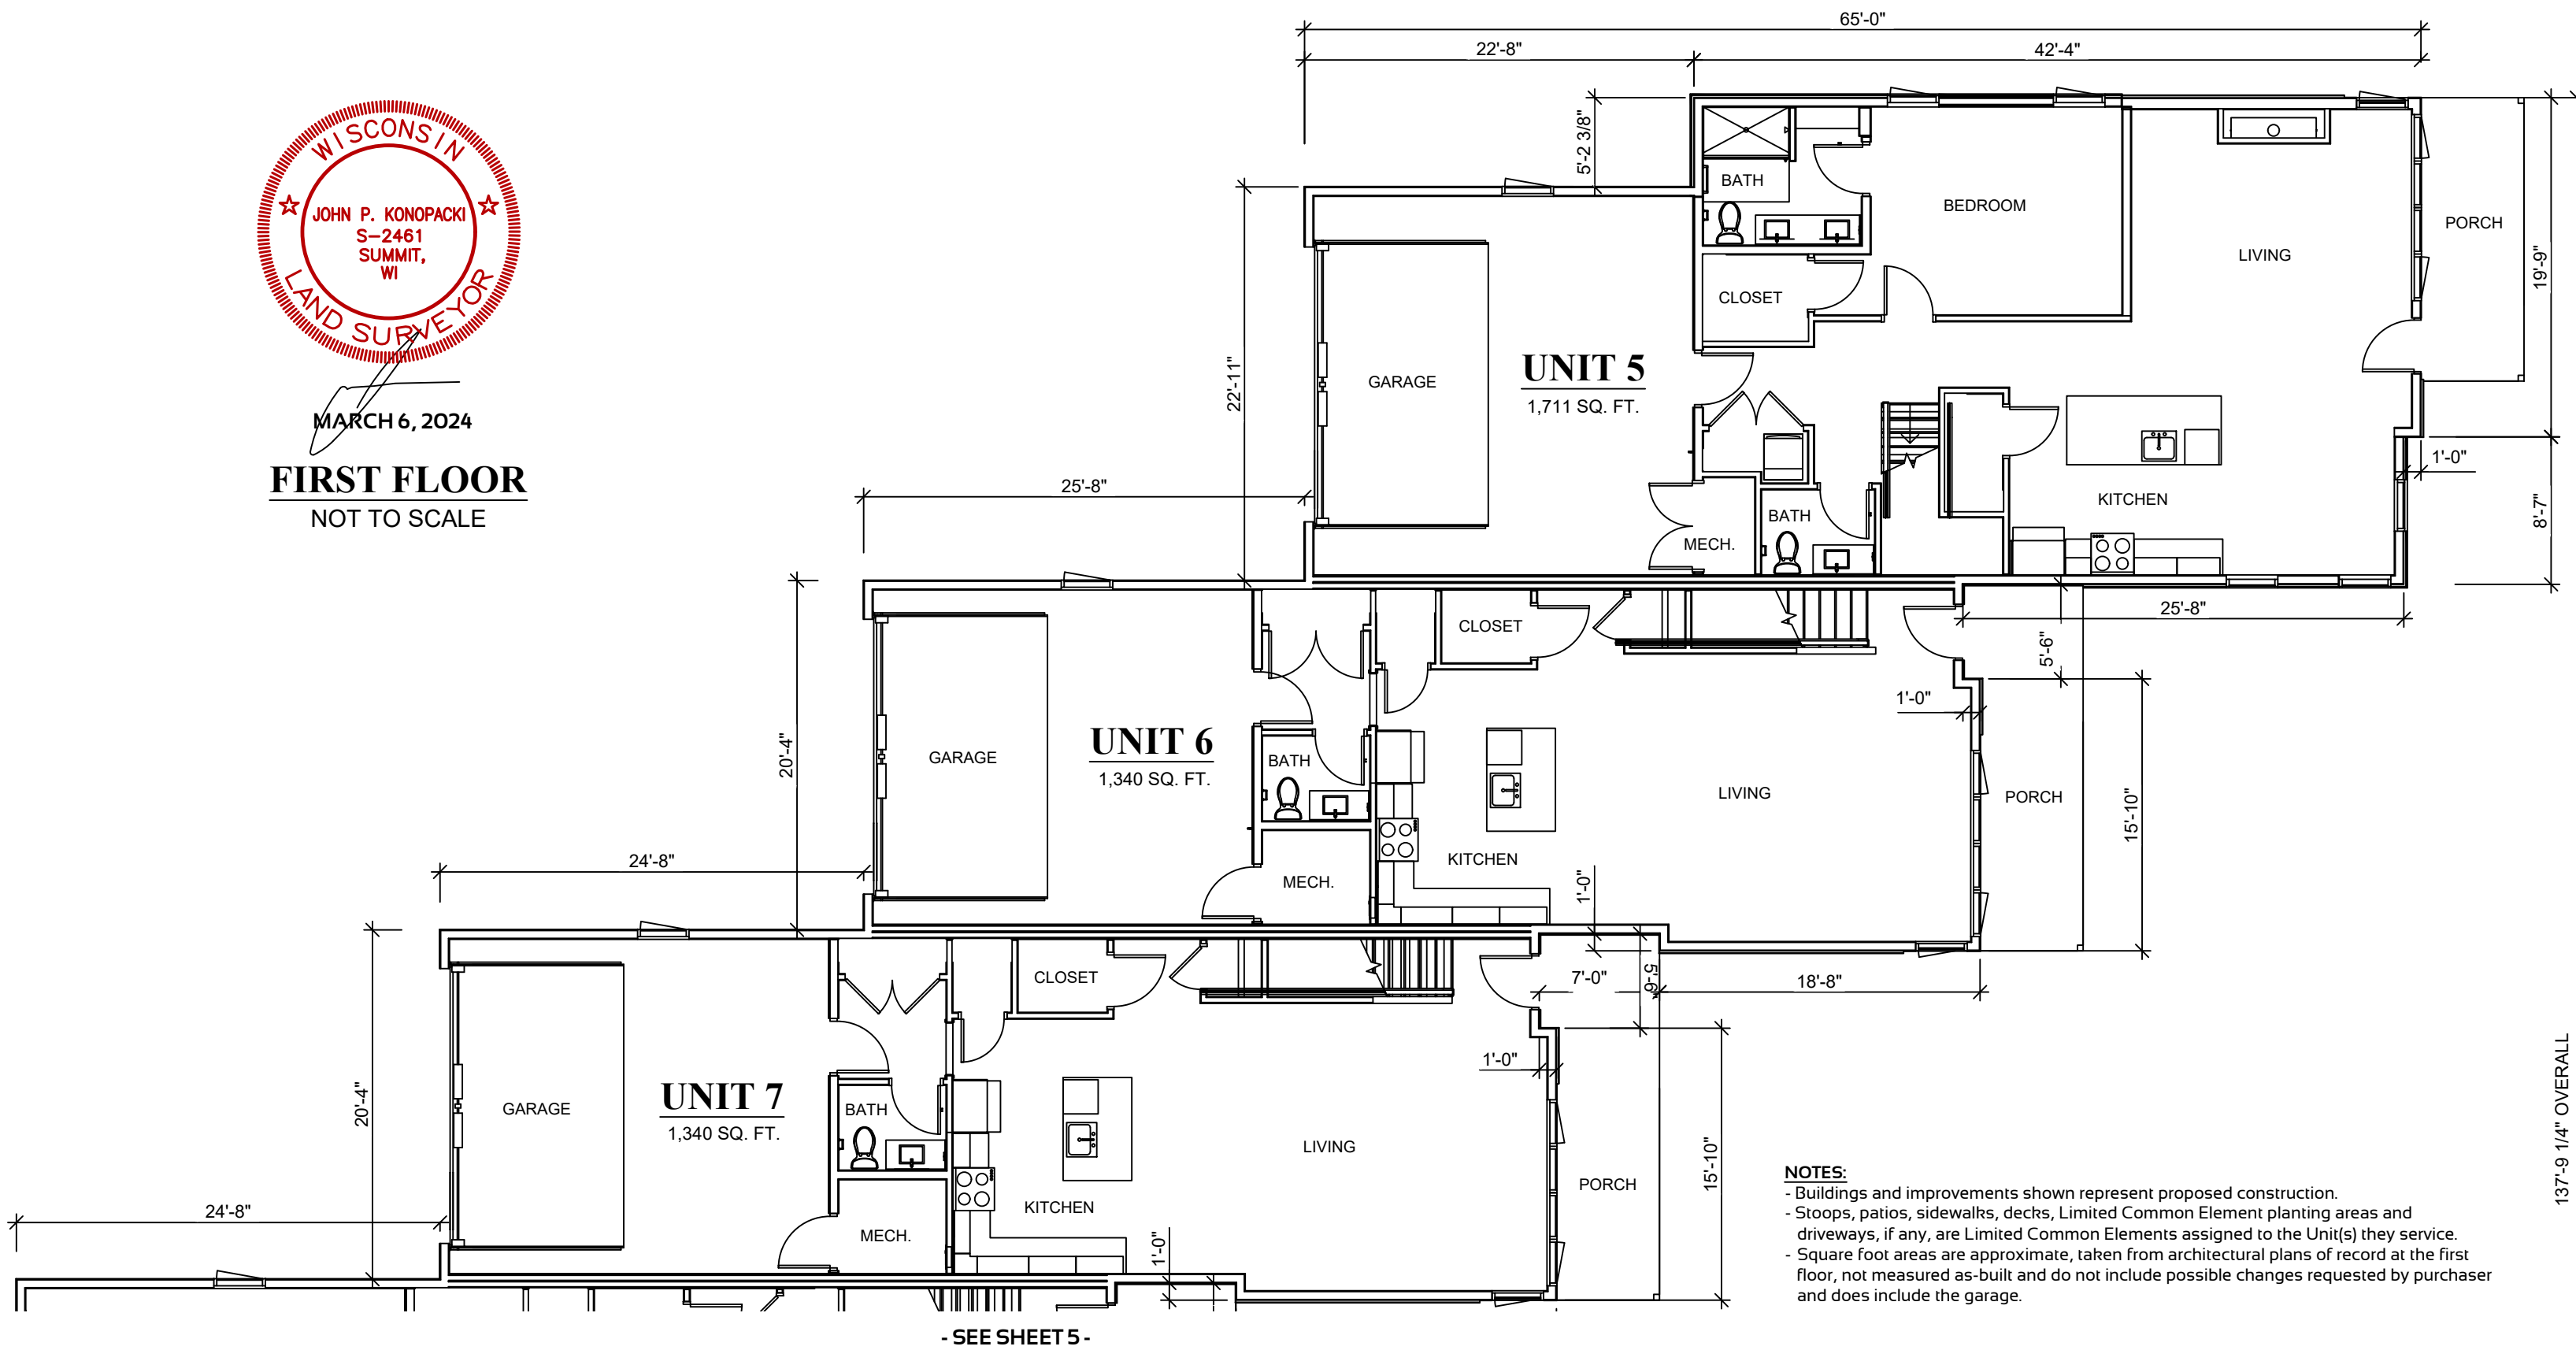 65'-0"
22'-8"
42'-4"
WISCONSIN
JOHN P. KONOPACKI
S-2461
SUMMIT,
WI
LAND SURVEYOR
MARCH 6, 2024
FIRST FLOOR
NOT TO SCALE
5'-2 3/8"
22'-11"
BATH
BEDROOM
LIVING
PORCH
19'-9"
CLOSET
GARAGE
UNIT 5
1,711 SQ. FT.
1'-0"
KITCHEN
BATH
MECH.
8'-7"
25'-8"
25'-8"
CLOSET
5'-6"
1'-0"
20'-4"
GARAGE
UNIT 6
1,340 SQ. FT.
BATH
LIVING
PORCH
15'-10"
KITCHEN
MECH.
1'-0"
24'-8"
CLOSET
7'-0"
5'-6"
18'-8"
1'-0"
20'-4"
GARAGE
UNIT 7
1,340 SQ. FT.
BATH
LIVING
PORCH
15'-10"
KITCHEN
MECH.
1'-0"
24'-8"
137'-9 1/4" OVERALL
NOTES:
- Buildings and improvements shown represent proposed construction.
- Stoops, patios, sidewalks, decks, Limited Common Element planting areas and
driveways, if any, are Limited Common Elements assigned to the Unit(s) they service.
- Square foot areas are approximate, taken from architectural plans of record at the first
floor, not measured as-built and do not include possible changes requested by purchaser
and does include the garage.
- SEE SHEET 5 -